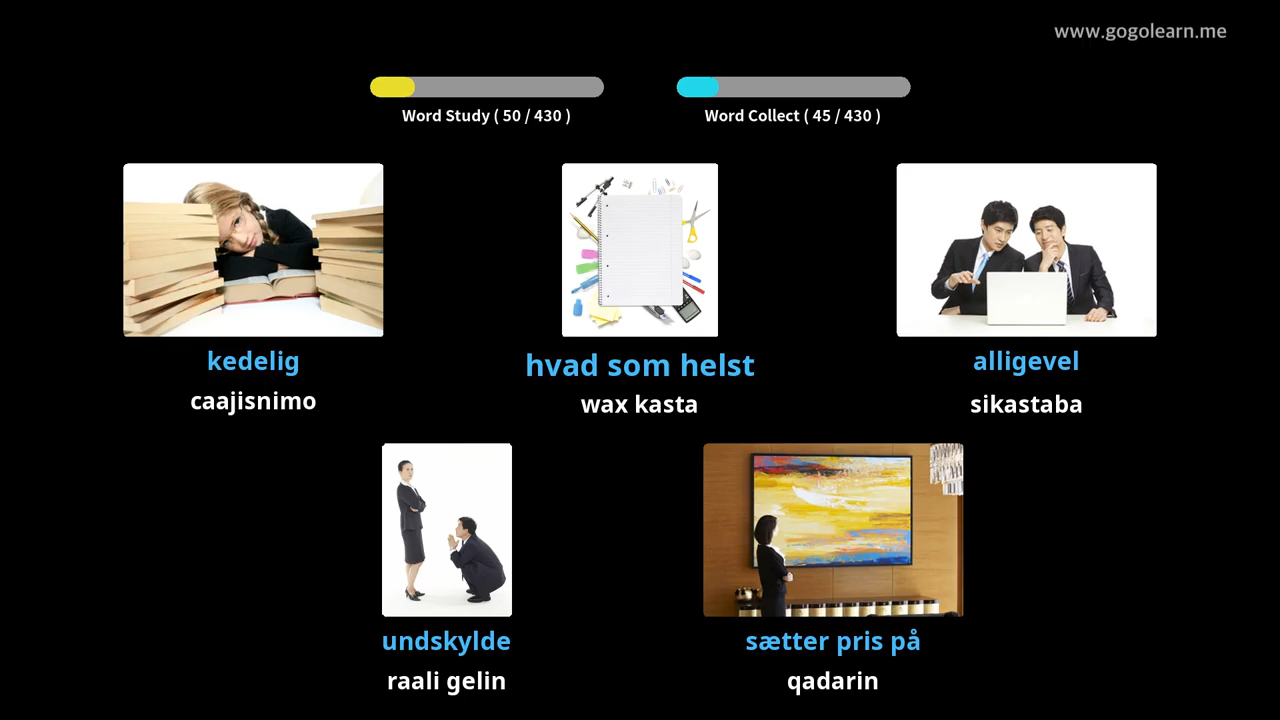 www.gogolearn.me
Word Study ( 50 / 430 )
Word Collect ( 45 / 430 )
kedelig
caajisnimo
hvad som helst
wax kasta
alligevel
sikastaba
undskylde
raali gelin
sætter pris på
qadarin